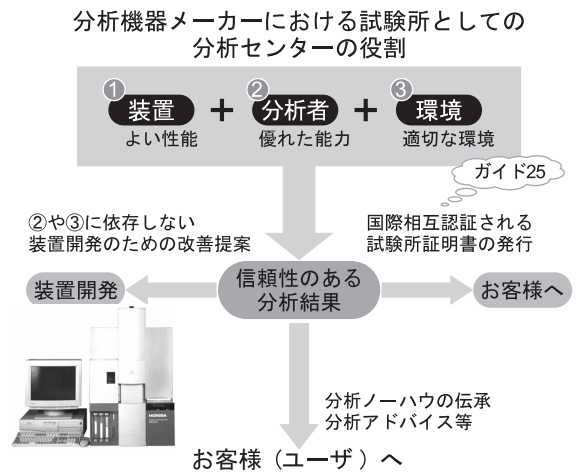 分析機器メーカーにおける試験所としての
分析センターの役割
① 装置 + ② 分析者 + ③ 環境
よい性能 優れた能力 適切な環境
ガイド25
②や③に依存しない
装置開発のための改善提案
国際相互認証される
試験所証明書の発行
装置開発
信頼性のある
分析結果
お客様へ
HORIBA
分析ノーハウの伝承
分析アドバイス等
お客様（ユーザ）へ